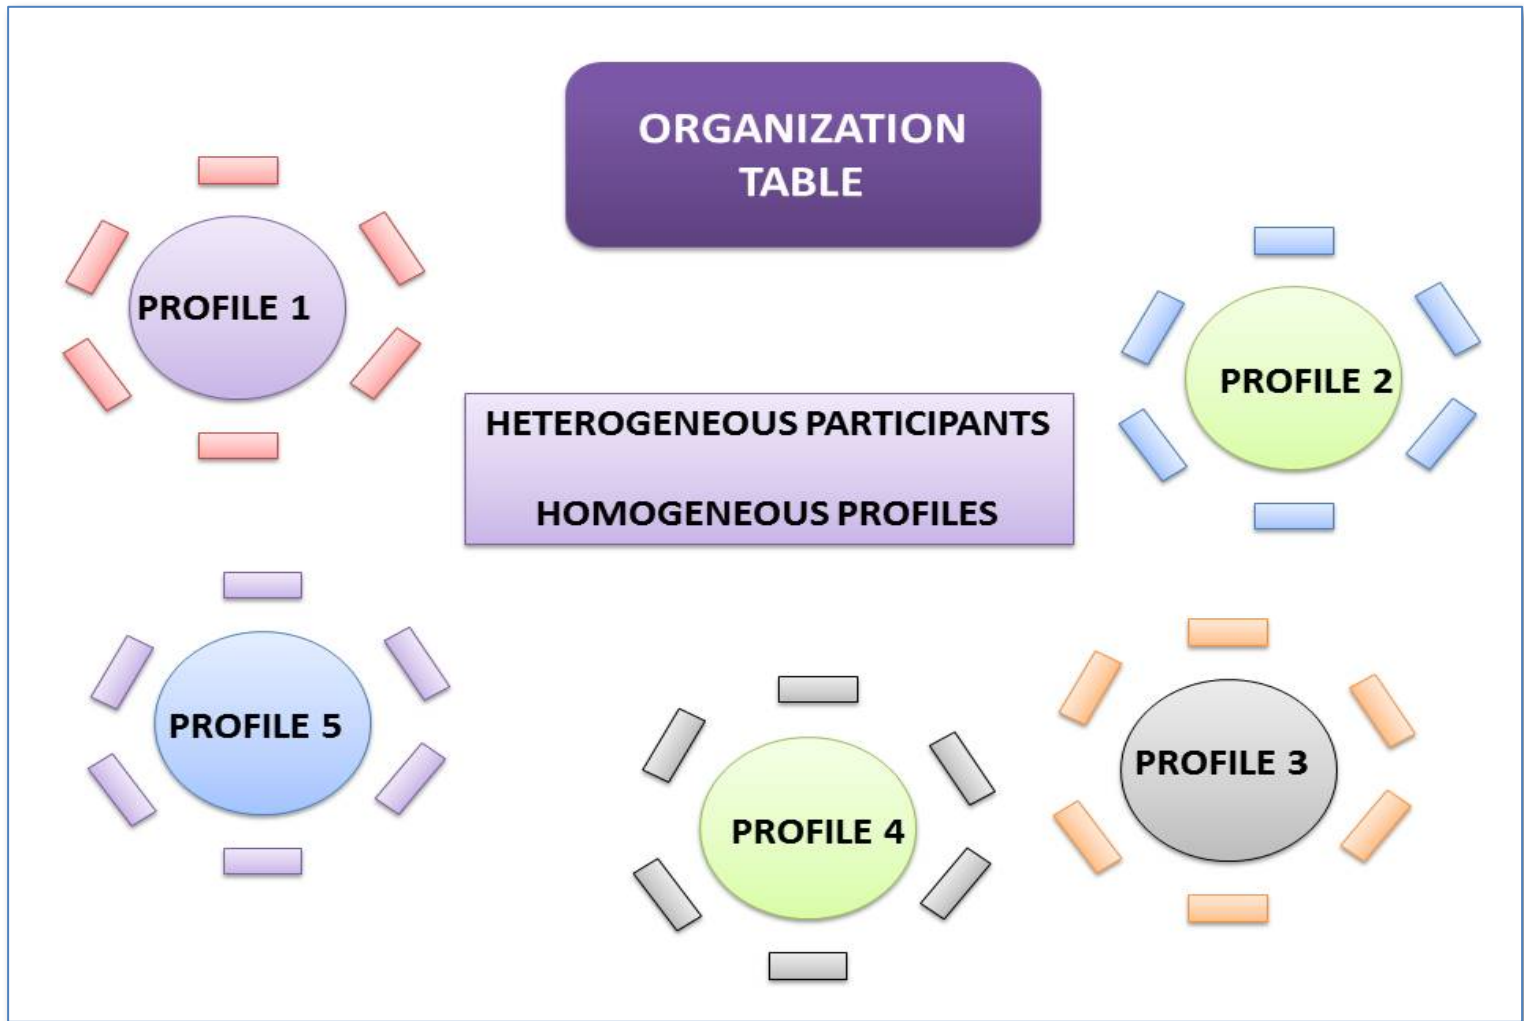 ORGANIZATION
TABLE
PROFILE 1
PROFILE 2
HETEROGENEOUS PARTICIPANTS
HOMOGENEOUS PROFILES
PROFILE 5
PROFILE 4
PROFILE 3